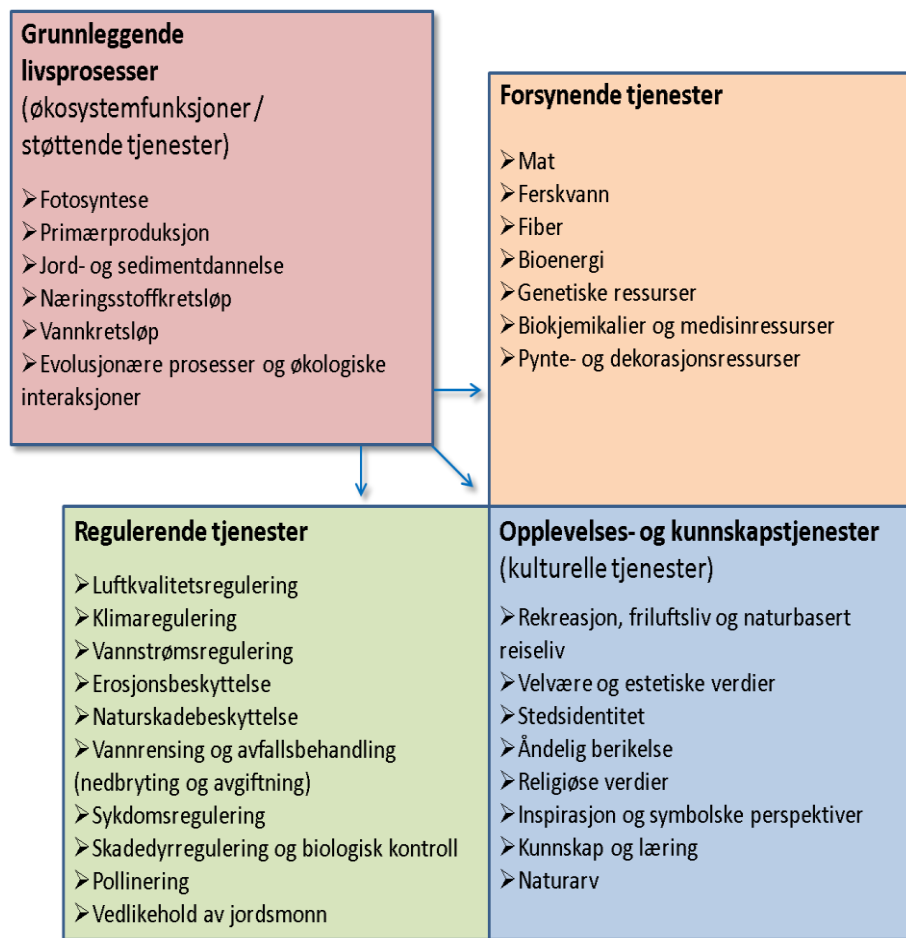 Grunnleggende
livsprosesser
(økosystemfunksjoner /
støttende tjenester)
➢Fotosyntese
➢Primærproduksjon
➢Jord- og sedimentdannelse
➢Næringsstoffkretsløp
➢Vannkretsløp
➢Evolusjonære prosesser og økologiske
interaksjoner
Forsynende tjenester
➢Mat
➢Ferskvann
➢Fiber
➢Bioenergi
➢Genetiske ressurser
➢Biokjemikalier og medisinressurser
➢Pynte- og dekorasjonsressurser
Regulerende tjenester
➢Luftkvalitetsregulering
➢Klimaregulering
➢Vannstrømsregulering
➢Erosjonsbeskyttelse
➢Naturskadebeskyttelse
➢Vannrensing og avfallsbehandling
(nedbryting og avgiftning)
➢Sykdomsregulering
➢Skadedyrregulering og biologisk kontroll
➢Pollinering
➢Vedlikehold av jordsmonn
Opplevelses- og kunnskapstjenester
(kulturelle tjenester)
➢Rekreasjon, friluftsliv og naturbasert
reiseliv
➢Velvære og estetiske verdier
➢Stedsidentitet
➢Åndelig berikelse
➢Religiøse verdier
➢Inspirasjon og symbolske perspektiver
➢Kunnskap og læring
➢Naturarv